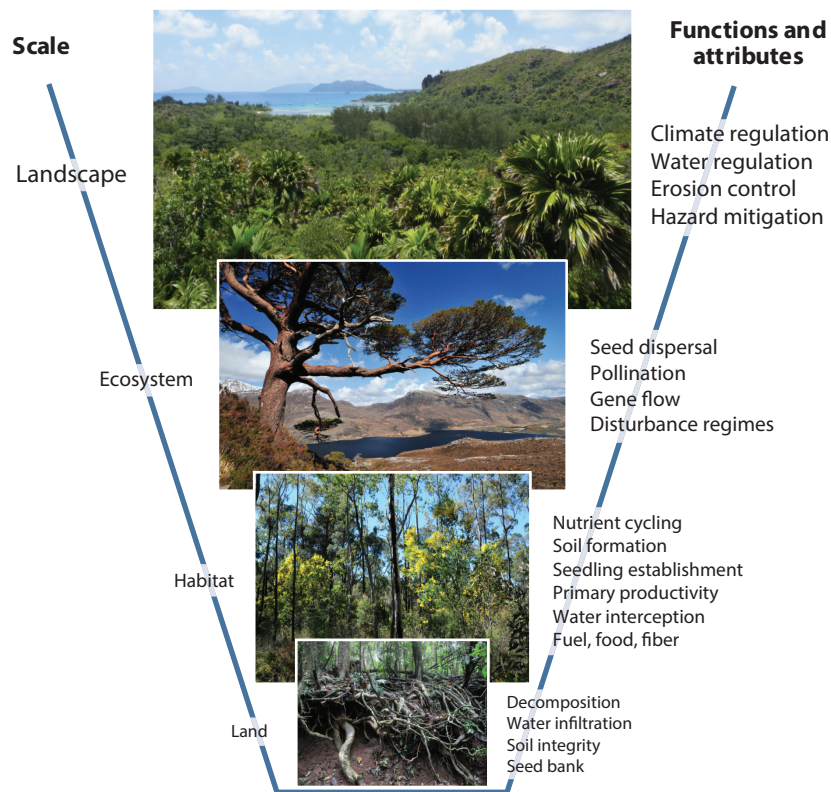 Scale
Functions and
attributes
Landscape
Climate regulation
Water regulation
Erosion control
Hazard mitigation
Ecosystem
Seed dispersal
Pollination
Gene flow
Disturbance regimes
Habitat
Nutrient cycling
Soil formation
Seedling establishment
Primary productivity
Water interception
Fuel, food, fiber
Land
Decomposition
Water infiltration
Soil integrity
Seed bank